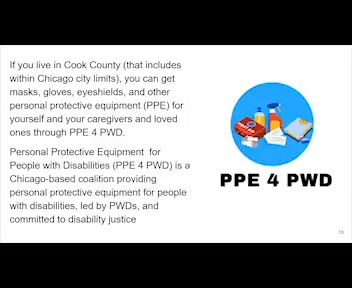 If you live in Cook County (that includes
within Chicago city limits), you can get
masks, gloves, eyeshields, and other
personal protective equipment (PPE) for
yourself and your caregivers and loved
ones through PPE 4 PWD.
Personal Protective Equipment for
People with Disabilities (PPE 4 PWD) is a
Chicago-based coalition providing
personal protective equipment for people
with disabilities, led by PWDs, and
committed to disability justice
PPE 4 PWD